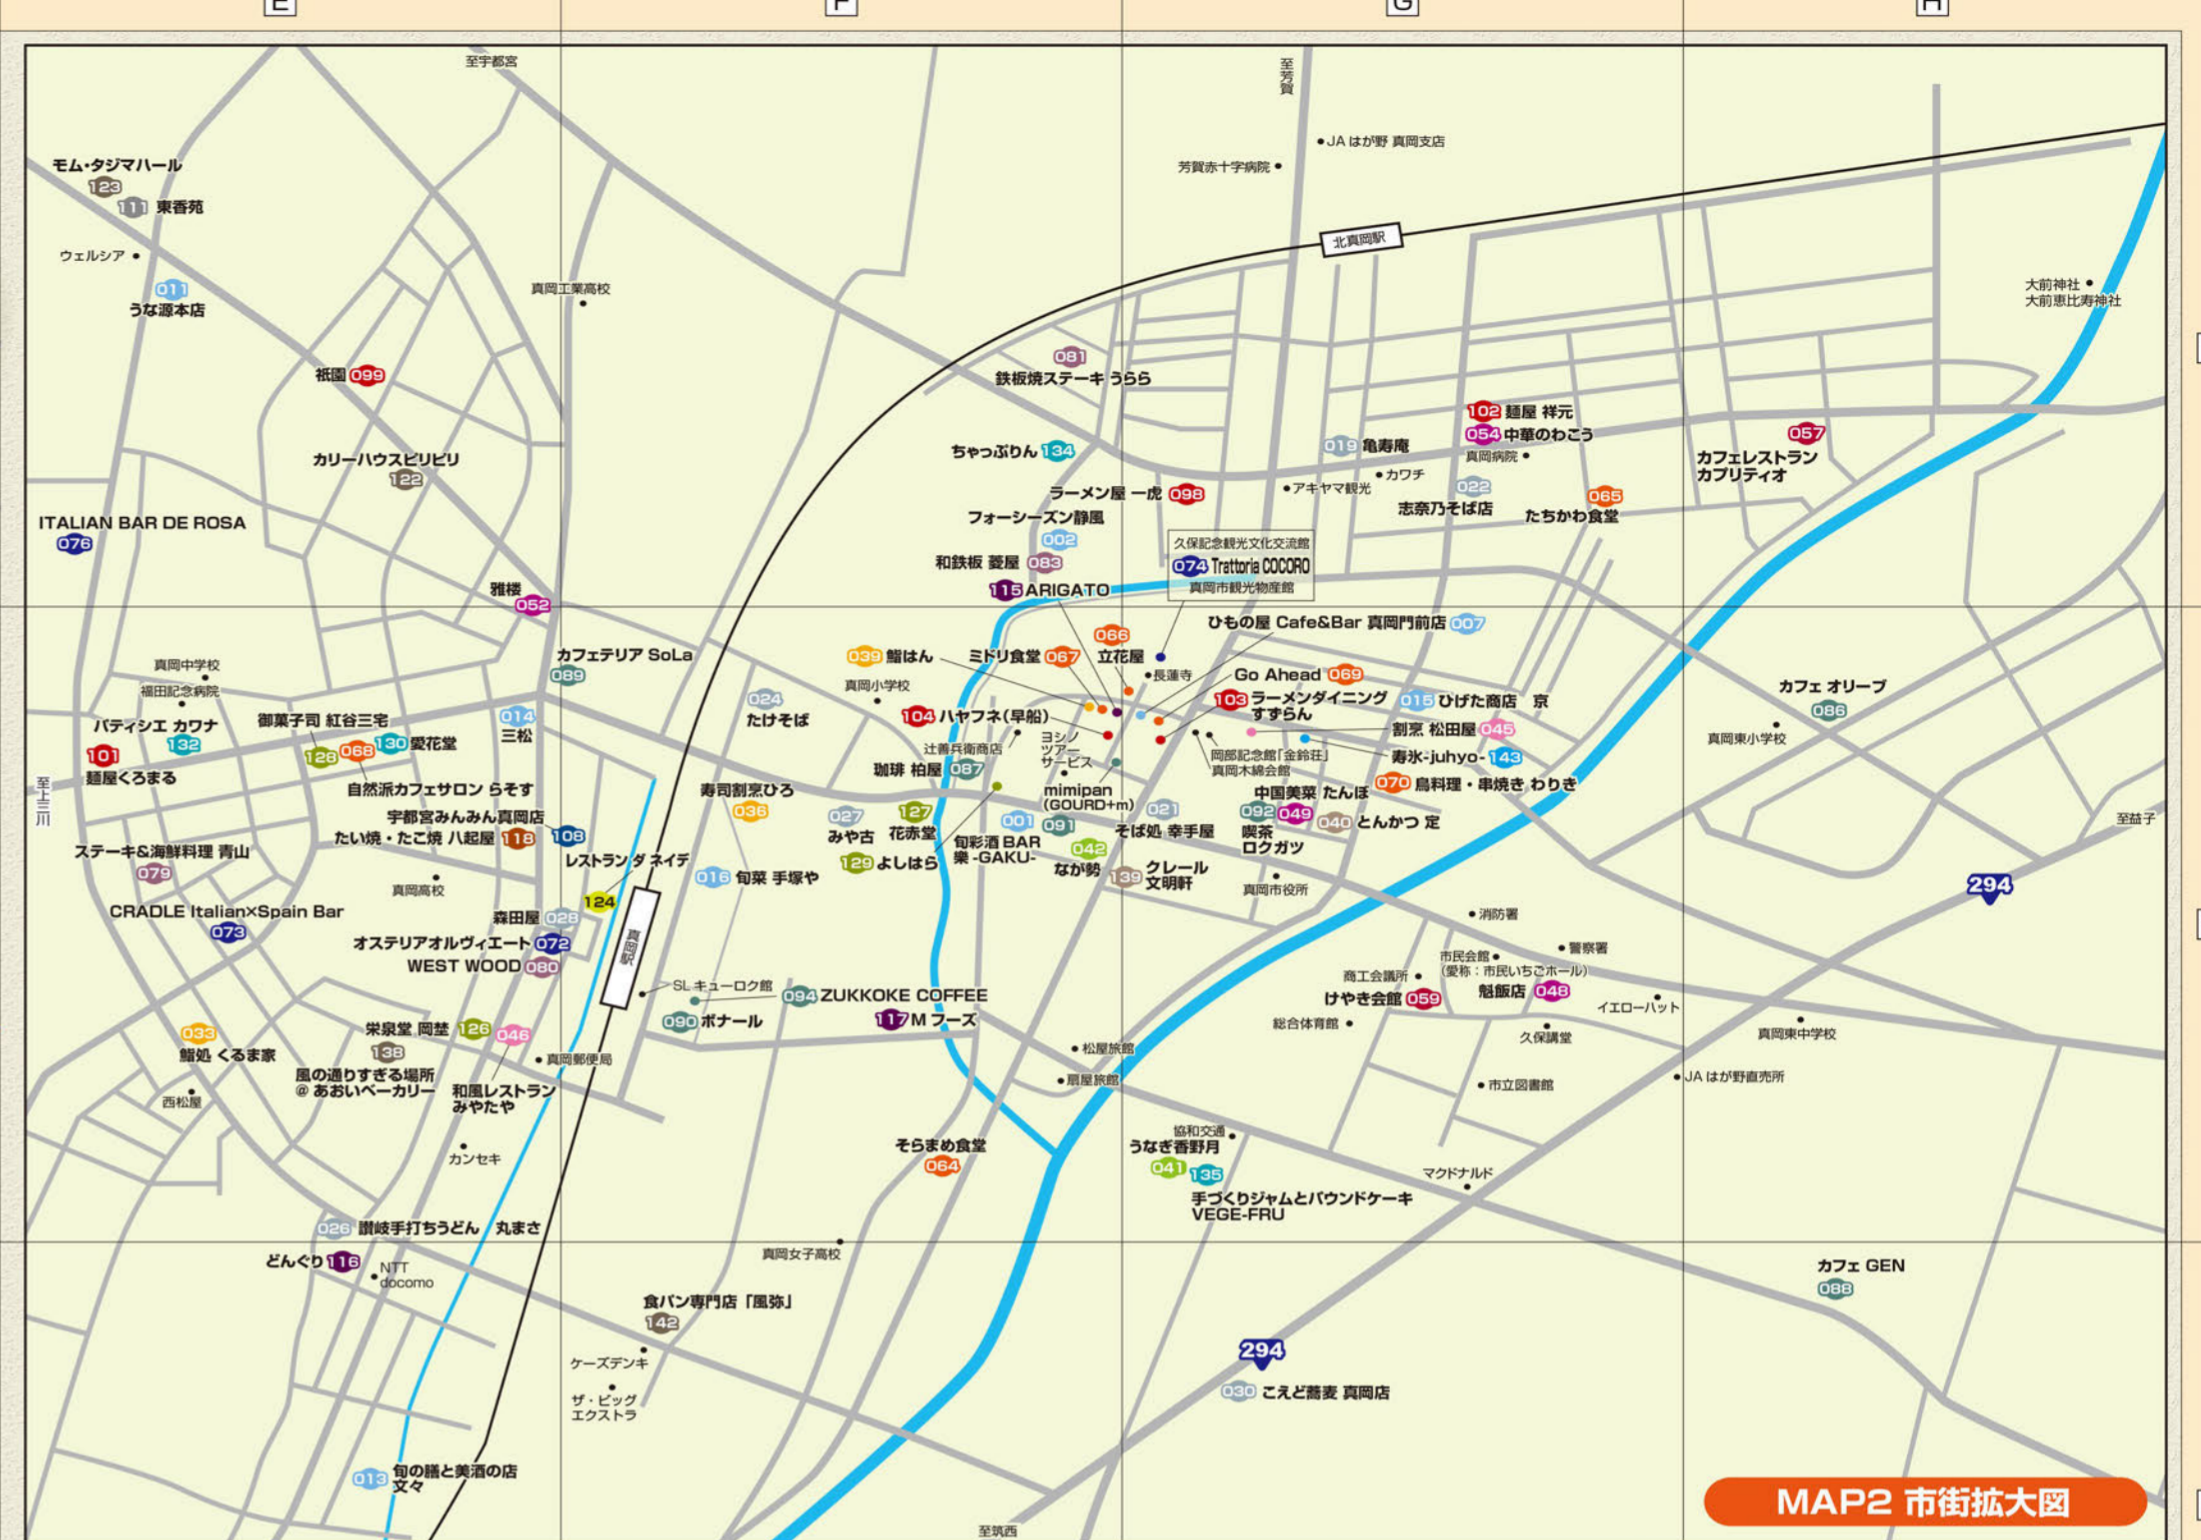 E
F
G
H
至宇都宮
至芳賀
JA はが野 真岡支店
芳賀赤十字病院
モム・タジマハール
123
111 東香苑
ウェルシア
011
うな源本店
真岡工業高校
北真岡駅
大前神社
大前恵比寿神社
祇園 099
081
鉄板焼ステーキ うらら
102 麺屋 祥元
054 中華のわこう
真岡病院
019 亀寿庵
カワチ
アキヤマ観光
057
カフェレストラン
カプリティオ
カリーハウスピリピリ
122
ちゃっぷりん 134
ラーメン屋 一虎 098
022
志奈乃そば店
065
たちかわ食堂
ITALIAN BAR DE ROSA
076
フォーシーズン静風
002
和鉄板 菱屋 083
115 ARIGATO
久保記念観光文化交流館
074 Trattoria COCORO
真岡市観光物産館
雅楼
052
ひもの屋 Cafe&Bar 真岡門前店 007
066
立花屋
039 鮨はん
ミドリ食堂 067
長蓮寺
Go Ahead 069
カフェテリア SoLa
089
真岡中学校
福田記念病院
024
たけそば
真岡小学校
104 ハヤフネ(早船)
103 ラーメンダイニング
すずらん
015 ひげた商店 京
カフェ オリーブ
086
真岡東小学校
パティシエ カワナ
132
101
麺屋くろまる
御菓子司 紅谷三宅
128
068
130 愛花堂
自然派カフェサロン らそす
014
三松
辻善兵衛商店
ヨシノ
ツアー
サービス
珈琲 柏屋 087
割烹 松田屋 045
岡部記念館「金鈴荘」
真岡木綿会館
寿氷-juhyo- 143
070 鳥料理・串焼き わりき
至上三川
寿司割烹ひろ
036
mimipan
(GOURD+m)
091
中国美菜 たんぽ
092
049
喫茶
ロクガツ
040 とんかつ 定
021
そば処 幸手屋
宇都宮みんみん真岡店
108
たい焼・たこ焼 八起屋 118
027
みや古
127
花赤堂
001
旬彩酒 BAR
樂 -GAKU-
129 よしはら
042
なが勢
139 クレール
文明軒
真岡市役所
至益子
ステーキ&海鮮料理 青山
079
真岡高校
レストラン ダ ネイデ
124
016 旬菜 手塚や
294
CRADLE Italian×Spain Bar
073
森田屋 028
オステリアオルヴィエート 072
WEST WOOD 080
真岡駅
消防署
警察署
市民会館
(愛称：市民いちごホール)
商工会議所
けやき会館 059
魁飯店 048
イエローハット
SL キューロク館
094 ZUKKOKE COFFEE
090 ボナール
117 M フーズ
総合体育館
久保講堂
真岡東中学校
033
鮨処 くるま家
栄泉堂 岡埜 126
046
138
風の通りすぎる場所
@ あおいベーカリー
和風レストラン
みやたや
真岡郵便局
松屋旅館
扇屋旅館
市立図書館
JA はが野直売所
西松屋
カンセキ
そらまめ食堂
064
協和交通
うなぎ香野月
041
135
手づくりジャムとパウンドケーキ
VEGE-FRU
マクドナルド
026 讃岐手打ちうどん 丸まさ
どんぐり 116
NTT
docomo
真岡女子高校
カフェ GEN
088
食パン専門店「風弥」
142
ケーズデンキ
ザ・ビッグ
エクストラ
294
030 こえど蕎麦 真岡店
013 旬の膳と美酒の店
文々
至筑西
MAP2 市街拡大図